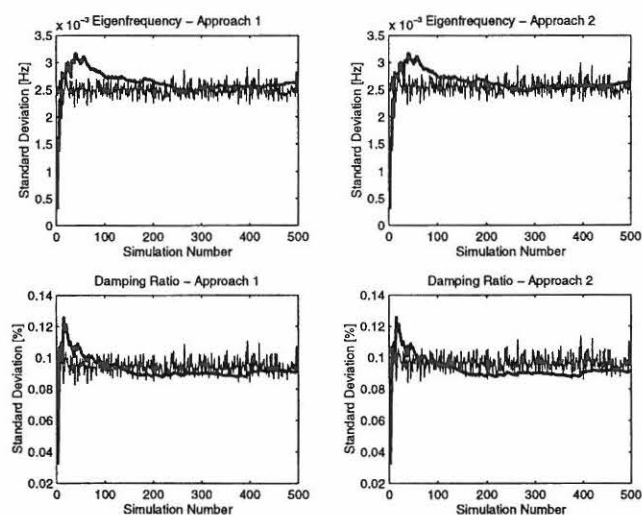 x 10⁻³ Eigenfrequency – Approach 1
3.5
3
2.5
2
1.5
1
0.5
0
Standard Deviation [Hz]
0 100 200 300 400 500
Simulation Number
x 10⁻³ Eigenfrequency – Approach 2
3.5
3
2.5
2
1.5
1
0.5
0
Standard Deviation [Hz]
0 100 200 300 400 500
Simulation Number
Damping Ratio – Approach 1
0.14
0.12
0.1
0.08
0.06
0.04
0.02
Standard Deviation [%]
0 100 200 300 400 500
Simulation Number
Damping Ratio – Approach 2
0.14
0.12
0.1
0.08
0.06
0.04
0.02
Standard Deviation [%]
0 100 200 300 400 500
Simulation Number